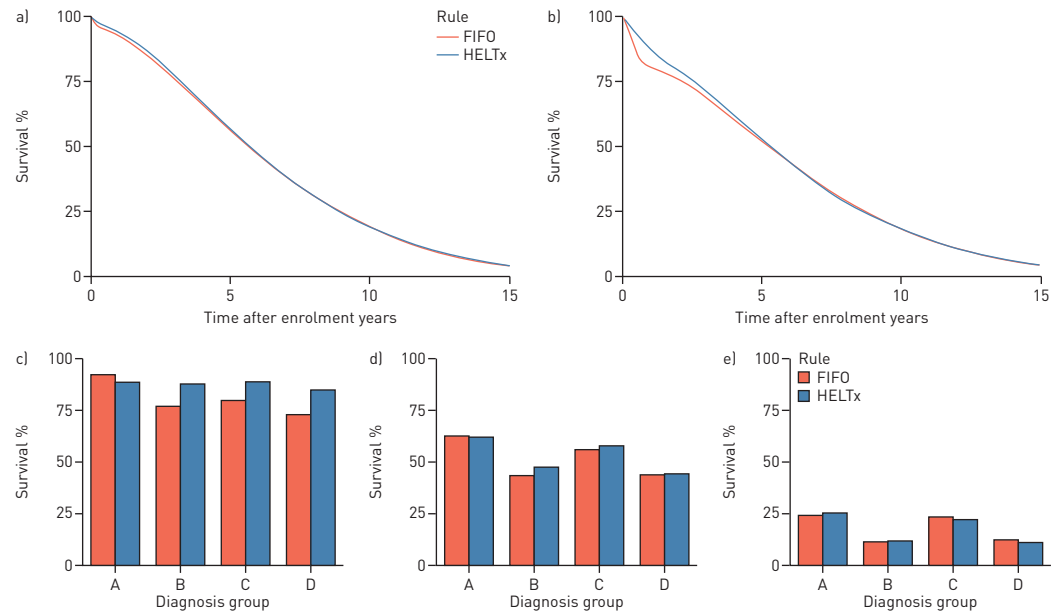 a)
100
75
50
25
0
Survival %
0 5 10 15
Time after enrolment years
Rule
FIFO
HELTx
b)
100
75
50
25
0
Survival %
0 5 10 15
Time after enrolment years
c)
100
75
50
25
0
Survival %
A B C D
Diagnosis group
d)
100
75
50
25
0
Survival %
A B C D
Diagnosis group
e)
100
75
50
25
0
Survival %
Rule
FIFO
HELTx
A B C D
Diagnosis group